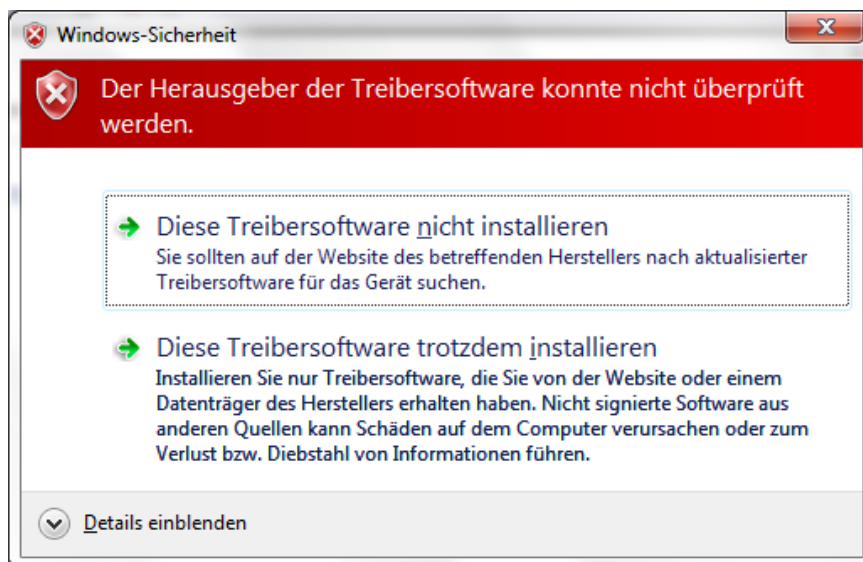 Windows-Sicherheit
Der Herausgeber der Treibersoftware konnte nicht überprüft
werden.
Diese Treibersoftware nicht installieren
Sie sollten auf der Website des betreffenden Herstellers nach aktualisierter
Treibersoftware für das Gerät suchen.
Diese Treibersoftware trotzdem installieren
Installieren Sie nur Treibersoftware, die Sie von der Website oder einem
Datenträger des Herstellers erhalten haben. Nicht signierte Software aus
anderen Quellen kann Schäden auf dem Computer verursachen oder zum
Verlust bzw. Diebstahl von Informationen führen.
Details einblenden